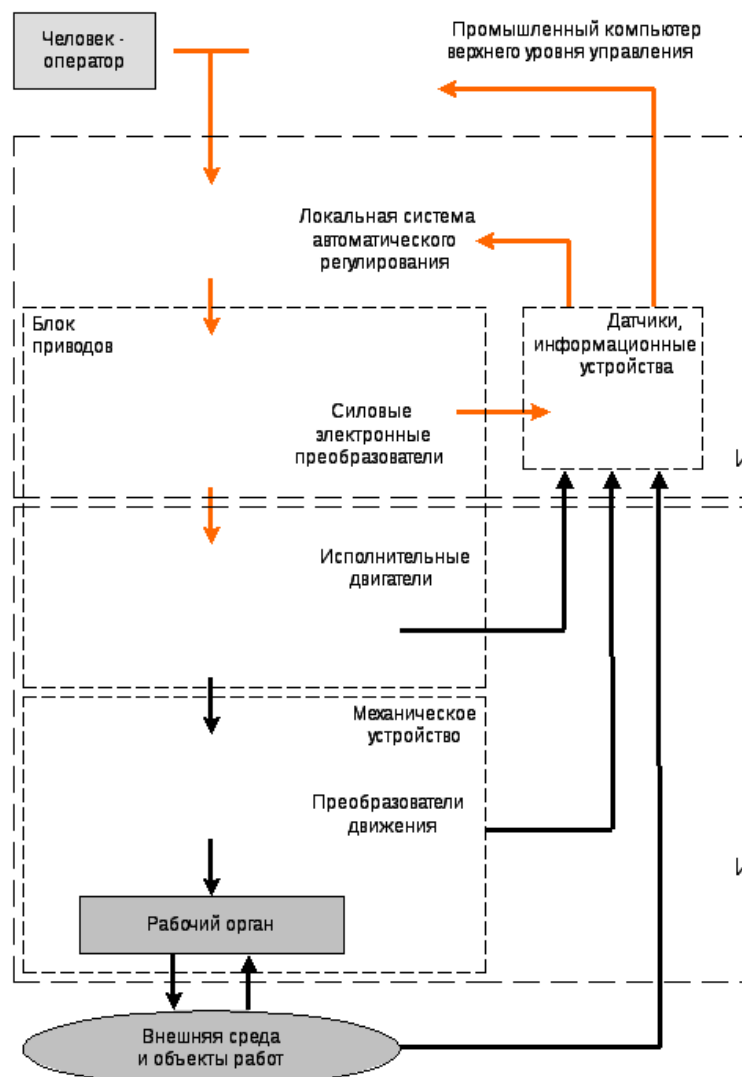 Человек -
оператор
Промышленный компьютер
верхнего уровня управления
Локальная система
автоматического
регулирования
Блок
приводов
Датчики,
информационные
устройства
Силовые
электронные
преобразователи
И
Исполнительные
двигатели
Механическое
устройство
Преобразователи
движения
И
Рабочий орган
Внешняя среда
и объекты работ